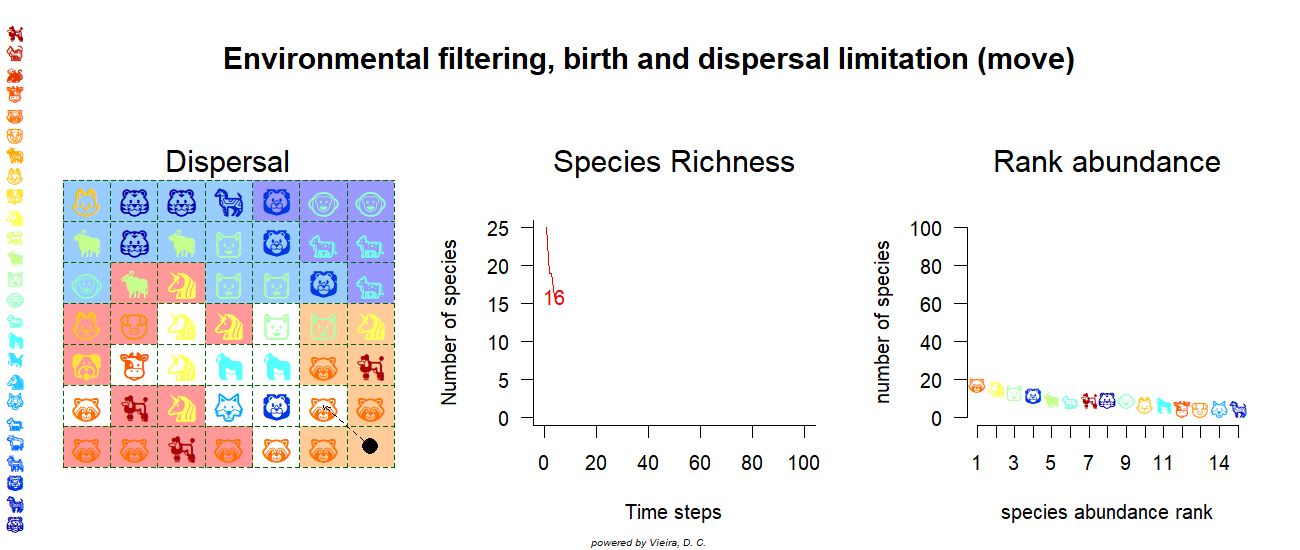 Environmental filtering, birth and dispersal limitation (move)
Dispersal
Species Richness
Number of species
25
20
15
10
5
0
16
0 20 40 60 80 100
Time steps
Rank abundance
number of species
100
80
60
40
20
0
1 3 5 7 9 11 14
species abundance rank
powered by Vieira, D. C.